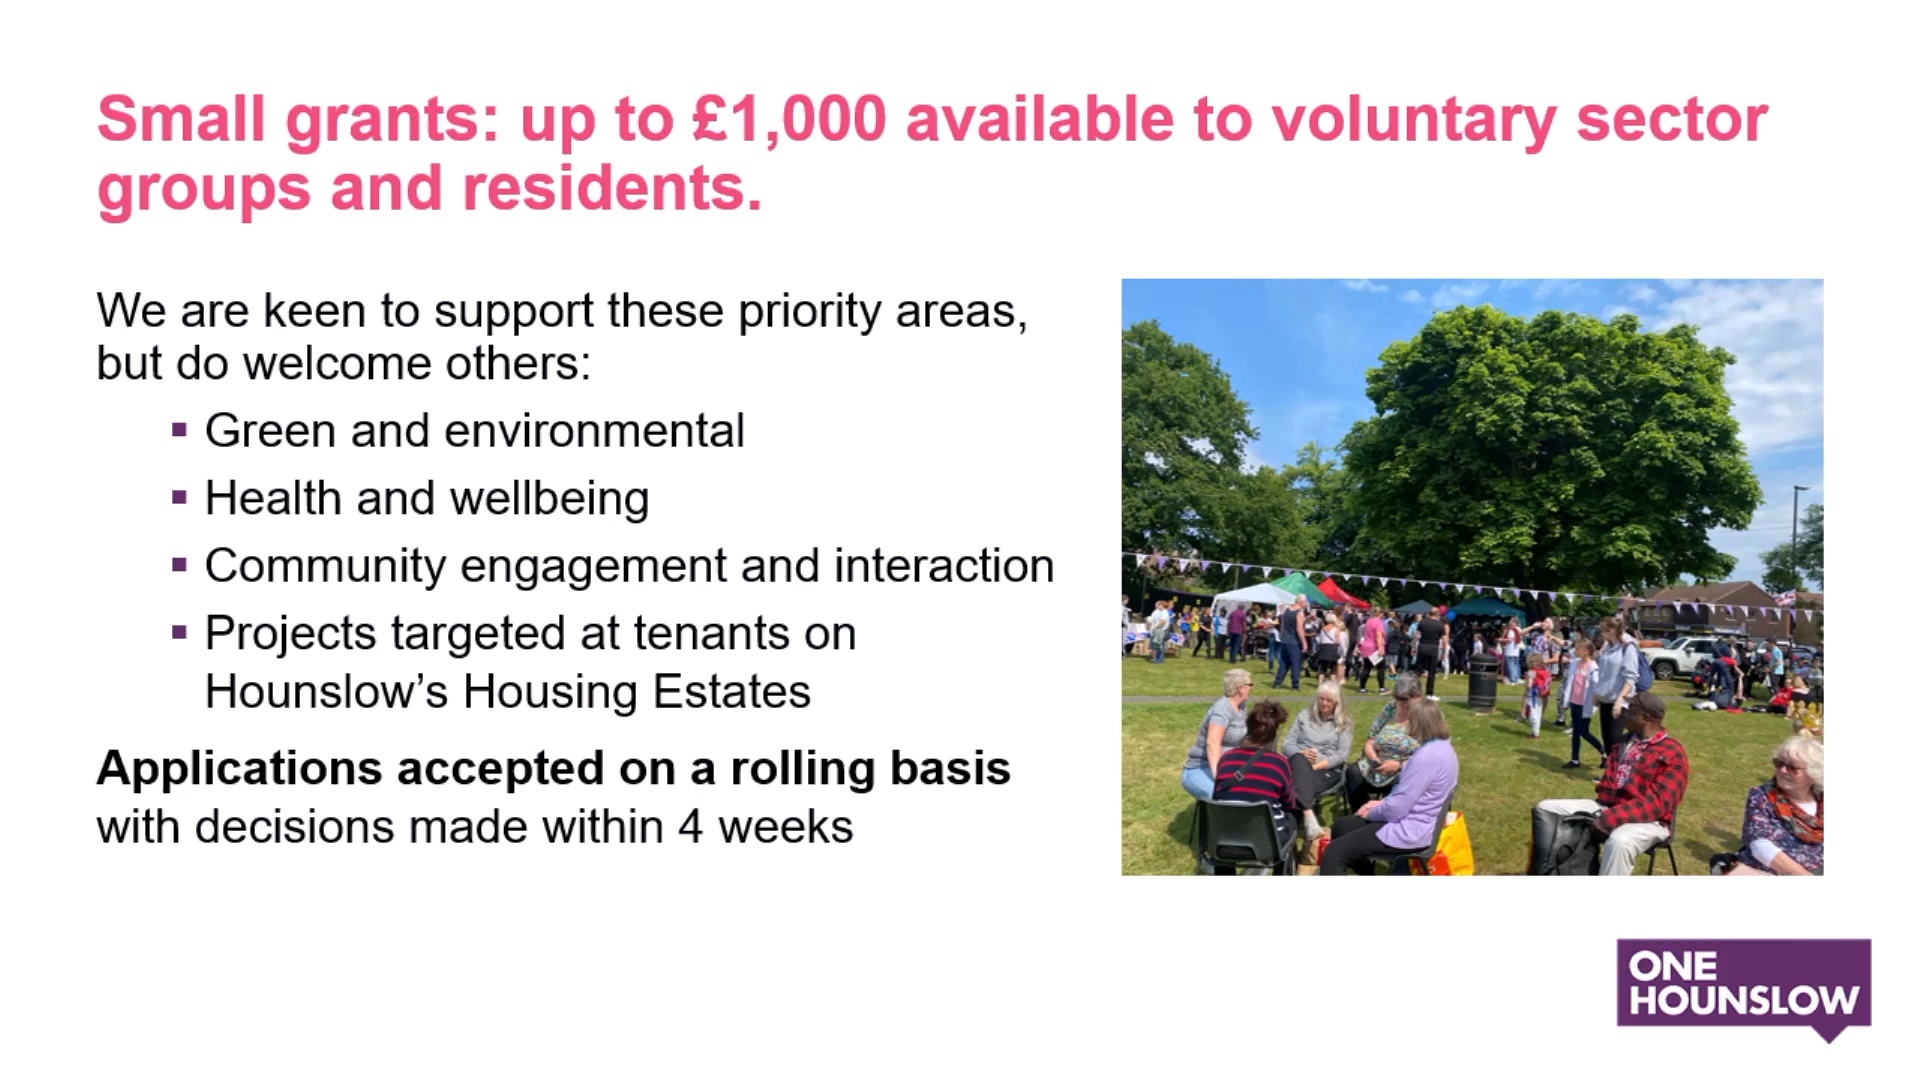 Small grants: up to £1,000 available to voluntary sector
groups and residents.
We are keen to support these priority areas,
but do welcome others:
▪ Green and environmental
▪ Health and wellbeing
▪ Community engagement and interaction
▪ Projects targeted at tenants on
Hounslow’s Housing Estates
Applications accepted on a rolling basis
with decisions made within 4 weeks
ONE
HOUNSLOW